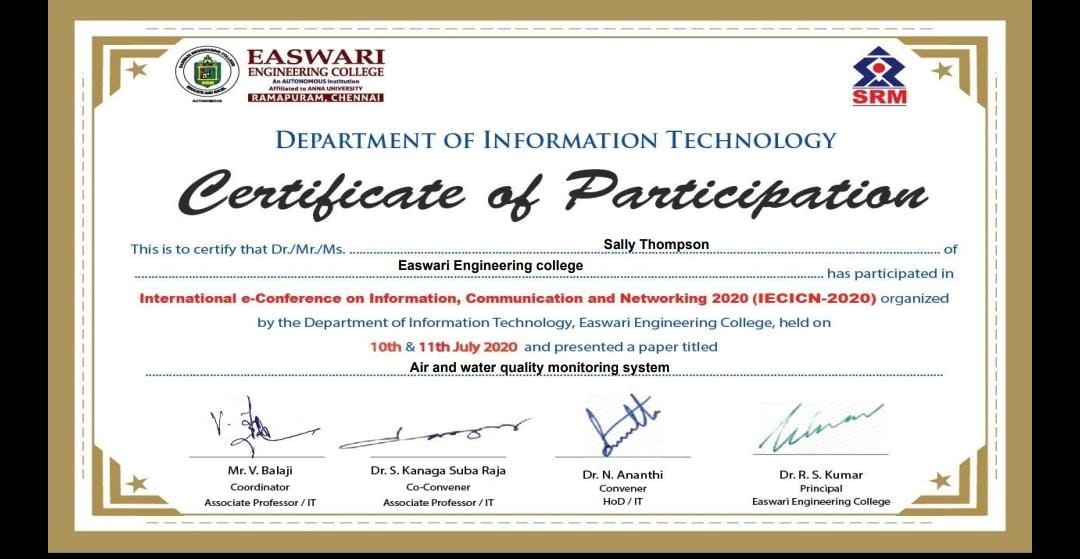 EASWARI
ENGINEERING COLLEGE
An AUTONOMOUS Institution
Affiliated to ANNA UNIVERSITY
RAMAPURAM, CHENNAI
AUTONOMOUS
SRM
DEPARTMENT OF INFORMATION TECHNOLOGY
Certificate of Participation
This is to certify that Dr./Mr./Ms. Sally Thompson of
Easwari Engineering college has participated in
International e-Conference on Information, Communication and Networking 2020 (IECICN-2020) organized
by the Department of Information Technology, Easwari Engineering College, held on
10th & 11th July 2020 and presented a paper titled
Air and water quality monitoring system
Mr. V. Balaji Dr. S. Kanaga Suba Raja Dr. N. Ananthi Dr. R. S. Kumar
Coordinator Co-Convener Convener Principal
Associate Professor / IT Associate Professor / IT HoD / IT Easwari Engineering College